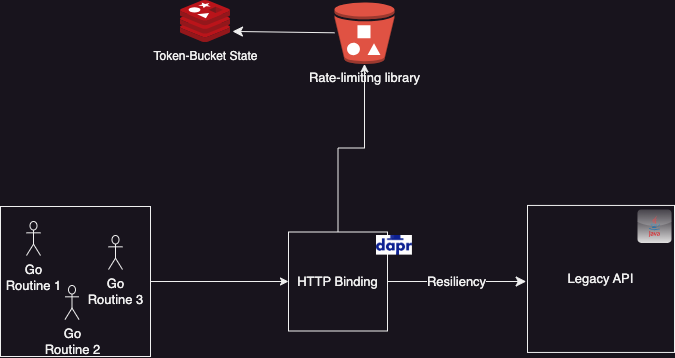 Token-Bucket State
Rate-limiting library
Go
Routine 1
Go
Routine 3
Go
Routine 2
HTTP Binding
dapr
Resiliency
Legacy API
java